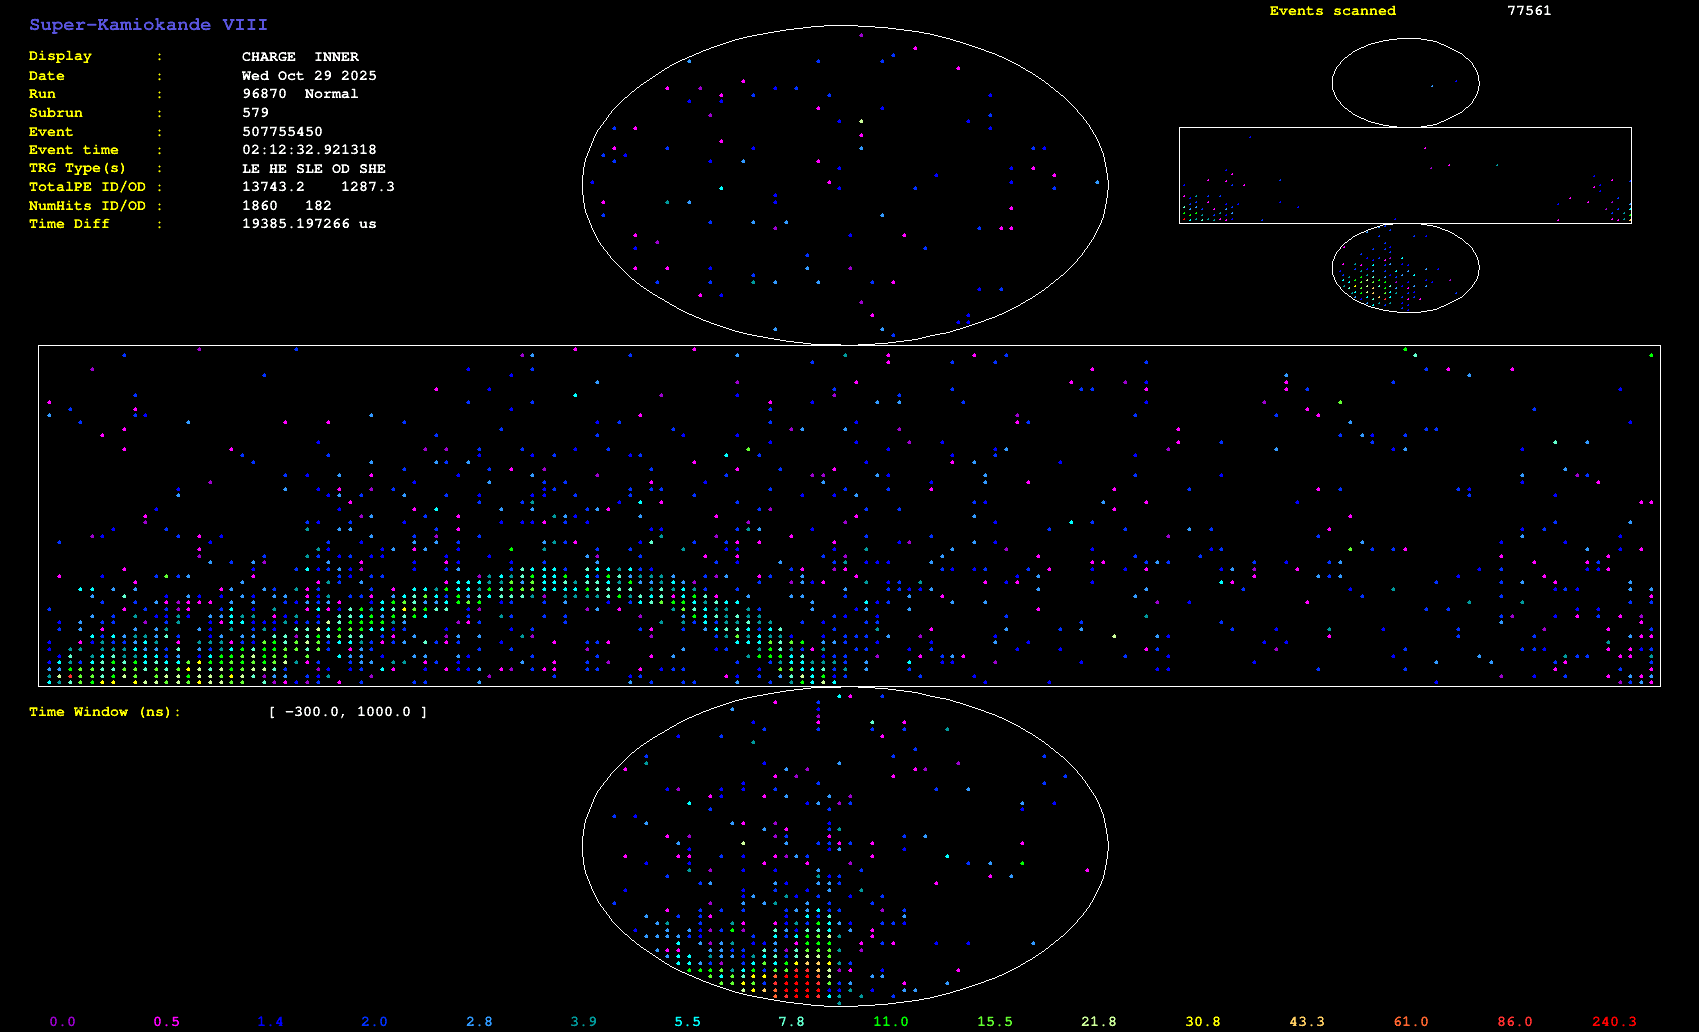 Super-Kamiokande VIII
Events scanned 77561
Display : CHARGE INNER
Date : Wed Oct 29 2025
Run : 96870 Normal
Subrun : 579
Event : 507755450
Event time : 02:12:32.921318
TRG Type(s) : LE HE SLE OD SHE
TotalPE ID/OD : 13743.2 1287.3
NumHits ID/OD : 1860 182
Time Diff : 19385.197266 us
Time Window (ns): [ -300.0, 1000.0 ]
0.0 0.5 1.4 2.0 2.8 3.9 5.5 7.8 11.0 15.5 21.8 30.8 43.3 61.0 86.0 240.3